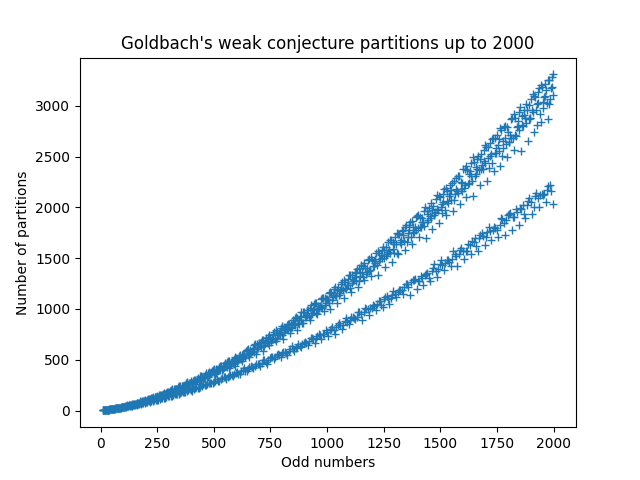 Goldbach's weak conjecture partitions up to 2000
3000
2500
2000
1500
1000
500
0
Number of partitions
0 250 500 750 1000 1250 1500 1750 2000
Odd numbers